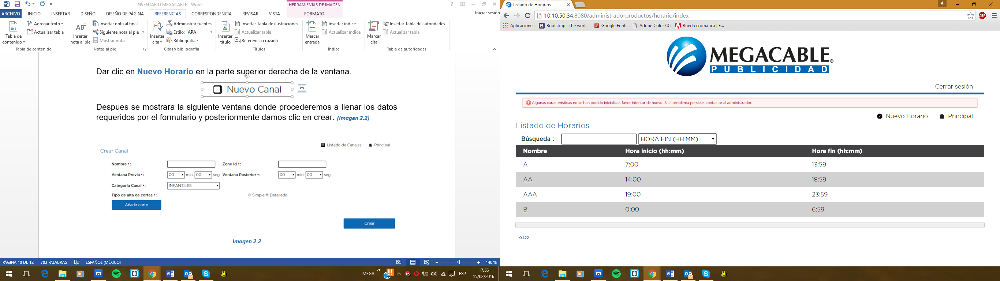 INVENTARIO MEGACABLE - Word
HERRAMIENTAS DE IMAGEN
ARCHIVO INICIO INSERTAR DISEÑO DISEÑO DE PÁGINA REFERENCIAS CORRESPONDENCIA REVISAR VISTA FORMATO Iniciar sesión
Tabla de contenido
Agregar texto
Actualizar tabla
Tabla de contenido
AB1
Insertar nota al pie
Insertar nota al final
Siguiente nota al pie
Mostrar notas
Notas al pie
Insertar cita
Administrar fuentes
Estilo: APA
Bibliografía
Citas y bibliografía
Insertar título
Insertar Tabla de ilustraciones
Actualizar tabla
Referencia cruzada
Títulos
Marcar entrada
Insertar índice
Actualizar índice
Índice
Marcar cita
Insertar Tabla de autoridades
Actualizar tabla
Tabla de autoridades
Dar clic en Nuevo Horario en la parte superior derecha de la ventana.
Nuevo Canal
Despues se mostrara la siguiente ventana donde procederemos a llenar los datos
requeridos por el formulario y posteriormente damos clic en crear. (Imagen 2.2)
Listado de Canales Principal
Crear Canal
Nombre •: Zone Id •:
Ventana Previa •: 00 min. 00 seg. Ventana Posterior •: 00 min. 00 seg.
Categoría Canal •: INFANTILES
Tipo de alta de cortes •: Simple Detallado
Añadir corte
Crear
Imagen 2.2
PÁGINA 10 DE 12 703 PALABRAS ESPAÑOL (MÉXICO) 140 %
MEGA » ESP 17:56
15/02/2016
Listado de Horarios
10.10.50.34:8080/administradorproductos/horario/index
ABP
Aplicaciones Bootstrap · The worl... Google Fonts Adobe Color CC Rueda cromática | E...
MEGACABLE®
PUBLICIDAD
Cerrar sesión
Algunas características no se han podido inicializar, favor intentar de nuevo. Si el problema persiste, contactar al administrador.
Nuevo Horario Principal
Listado de Horarios
Búsqueda : HORA FIN (HH:MM)
Nombre Hora inicio (hh:mm) Hora fin (hh:mm)
A 7:00 13:59
AA 14:00 18:59
AAA 19:00 23:59
B 0:00 6:59
0.1.22